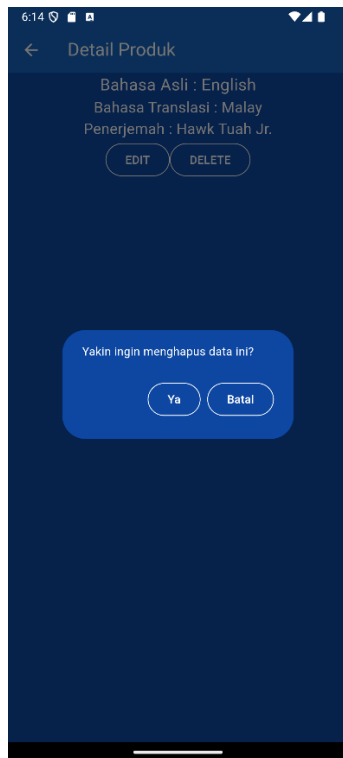 6:14
Detail Produk
Bahasa Asli : English
Bahasa Translasi : Malay
Penerjemah : Hawk Tuah Jr.
EDIT DELETE
Yakin ingin menghapus data ini?
Ya Batal